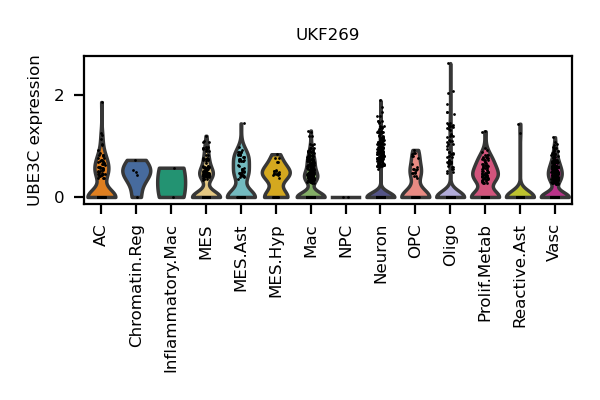 UKF269
UBE3C expression
2
0
AC
Chromatin.Reg
Inflammatory.Mac
MES
MES.Ast
MES.Hyp
Mac
NPC
Neuron
OPC
Oligo
Prolif.Metab
Reactive.Ast
Vasc